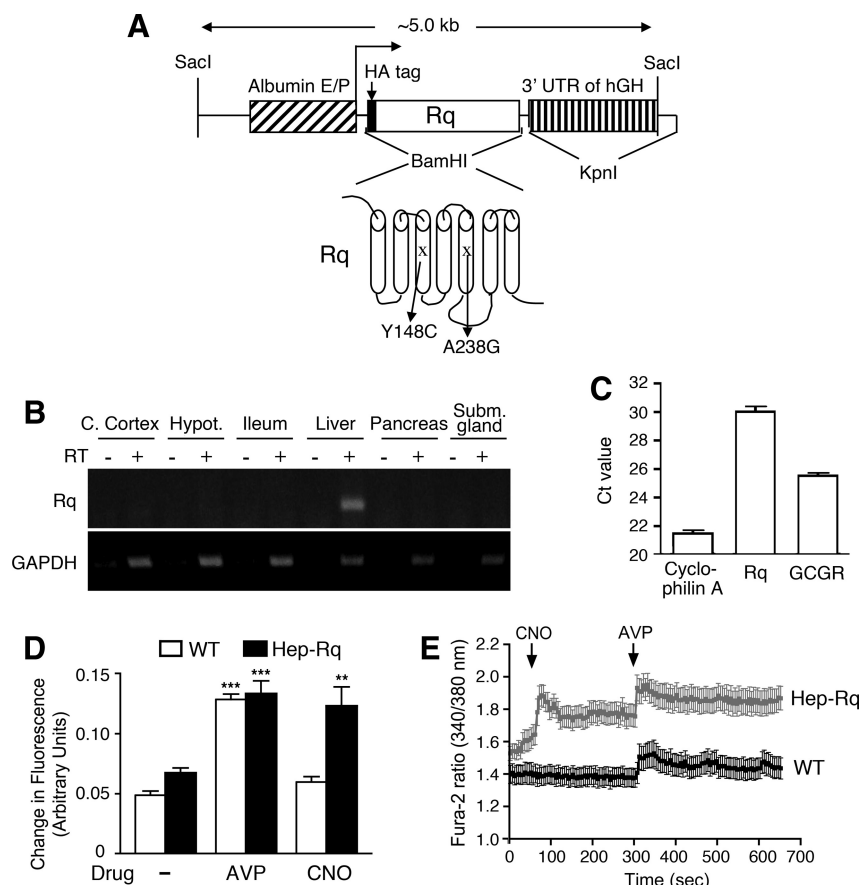 A
~5.0 kb
SacI
SacI
Albumin E/P
HA tag
3' UTR of hGH
Rq
BamHI
KpnI
Rq
x
x
Y148C
A238G
B
C. Cortex Hypot. Ileum Liver Pancreas Subm. gland
RT - + - + - + - + - + - +
Rq
GAPDH
C
Ct value
32
30
28
26
24
22
20
Cyclo-
philin A
Rq
GCGR
D
WT Hep-Rq
Change in Fluorescence
(Arbitrary Units)
0.15
0.10
0.05
0
*** *** **
Drug – AVP CNO
E
CNO AVP
Fura-2 ratio (340/380 nm)
2.2
2.0
1.8
1.6
1.4
1.2
1.0
Hep-Rq
WT
0 100 200 300 400 500 600 700
Time (sec)